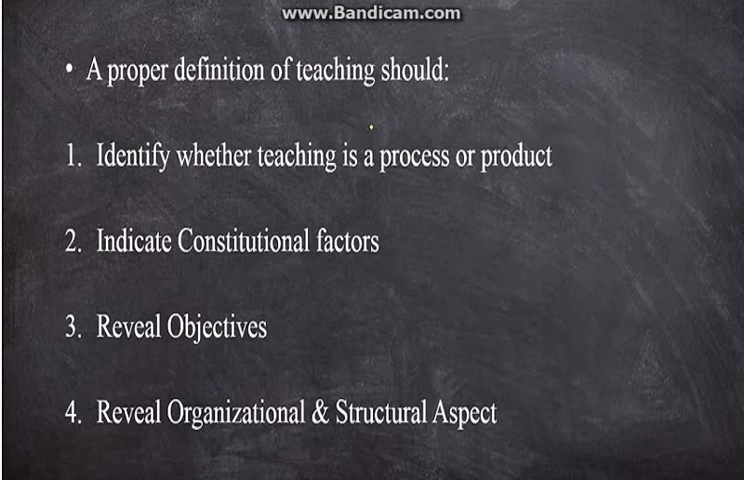 www.Bandicam.com
• A proper definition of teaching should:
1. Identify whether teaching is a process or product
2. Indicate Constitutional factors
3. Reveal Objectives
4. Reveal Organizational & Structural Aspect